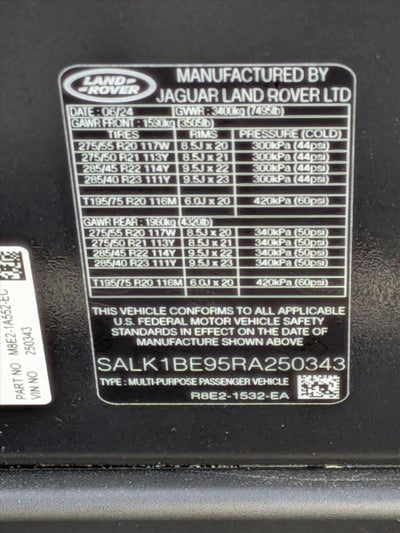 LAND
ROVER
MANUFACTURED BY
JAGUAR LAND ROVER LTD
DATE : 06/24 GVWR : 3400kg (7495lb)
GAWR FRONT : 1590kg (3505lb)
TIRES RIMS PRESSURE (COLD)
275/55 R20 117W 8.5J x 20 300kPa (44psi)
275/50 R21 113Y 8.5J x 21 300kPa (44psi)
285/45 R22 114Y 9.5J x 22 300kPa (44psi)
285/40 R23 111Y 9.5J x 23 300kPa (44psi)
T195/75 R20 116M 6.0J x 20 420kPa (60psi)
GAWR REAR : 1960kg (4320lb)
275/55 R20 117W 8.5J x 20 340kPa (50psi)
275/50 R21 113Y 8.5J x 21 340kPa (50psi)
285/45 R22 114Y 9.5J x 22 340kPa (50psi)
285/40 R23 111Y 9.5J x 23 340kPa (50psi)
T195/75 R20 116M 6.0J x 20 420kPa (60psi)
THIS VEHICLE CONFORMS TO ALL APPLICABLE
U.S. FEDERAL MOTOR VEHICLE SAFETY
STANDARDS IN EFFECT ON THE DATE OF
MANUFACTURE SHOWN ABOVE
SALK1BE95RA250343
TYPE : MULTI-PURPOSE PASSENGER VEHICLE
R8E2-1532-EA
PART NO M8E2-1A552-EC
VIN NO 250343